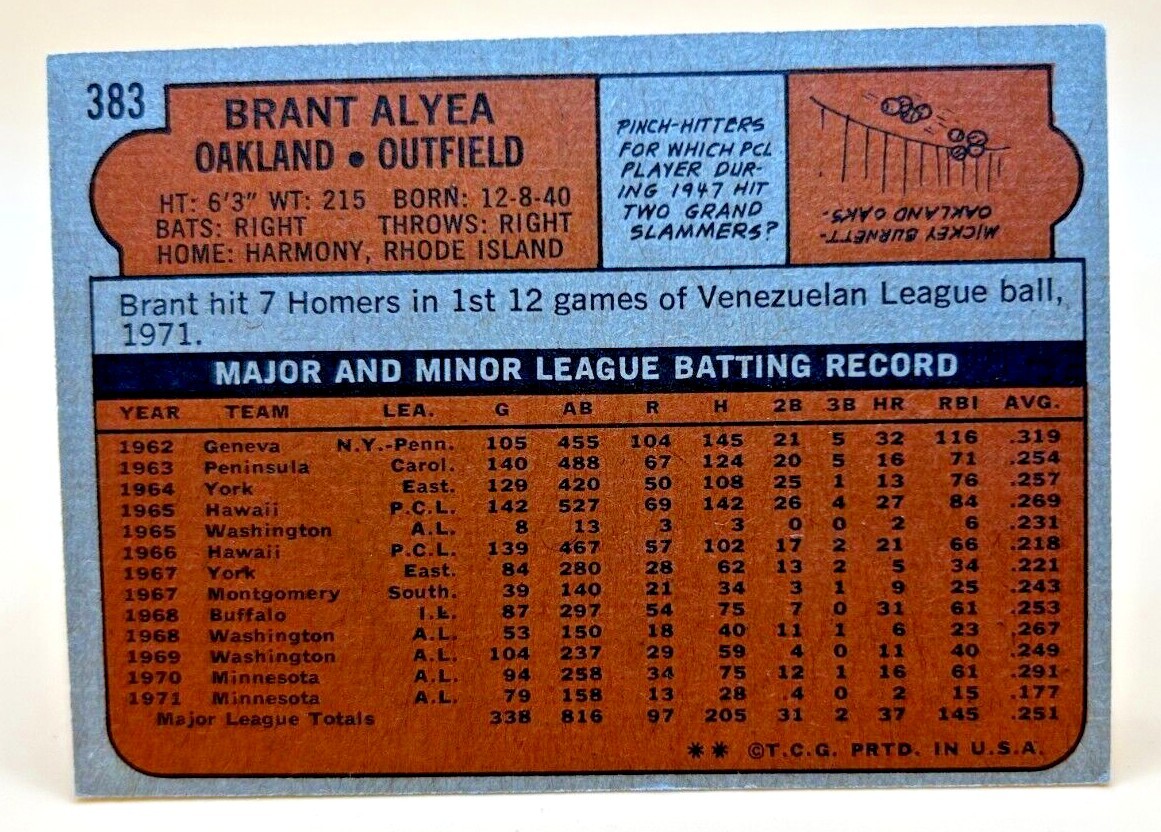 383
BRANT ALYEA
OAKLAND • OUTFIELD
HT: 6'3" WT: 215 BORN: 12-8-40
BATS: RIGHT THROWS: RIGHT
HOME: HARMONY, RHODE ISLAND
PINCH-HITTERS
FOR WHICH PCL
PLAYER DUR-
ING 1947 HIT
TWO GRAND
SLAMMERS?
MICKEY BURNETT-
OAKLAND OAKS.
Brant hit 7 Homers in 1st 12 games of Venezuelan League ball,
1971.
MAJOR AND MINOR LEAGUE BATTING RECORD
YEAR TEAM LEA. G AB R H 2B 3B HR RBI AVG.
1962 Geneva N.Y.-Penn. 105 455 104 145 21 5 32 116 .319
1963 Peninsula Carol. 140 488 67 124 20 5 16 71 .254
1964 York East. 129 420 50 108 25 1 13 76 .257
1965 Hawaii P.C.L. 142 527 69 142 26 4 27 84 .269
1965 Washington A.L. 8 13 3 3 0 0 2 6 .231
1966 Hawaii P.C.L. 139 467 57 102 17 2 21 66 .218
1967 York East. 84 280 28 62 13 2 5 34 .221
1967 Montgomery South. 39 140 21 34 3 1 9 25 .243
1968 Buffalo I.L. 87 297 54 75 7 0 31 61 .253
1968 Washington A.L. 53 150 18 40 11 1 6 23 .267
1969 Washington A.L. 104 237 29 59 4 0 11 40 .249
1970 Minnesota A.L. 94 258 34 75 12 1 16 61 .291
1971 Minnesota A.L. 79 158 13 28 4 0 2 15 .177
Major League Totals 338 816 97 205 31 2 37 145 .251
** ©T.C.G. PRTD. IN U.S.A.